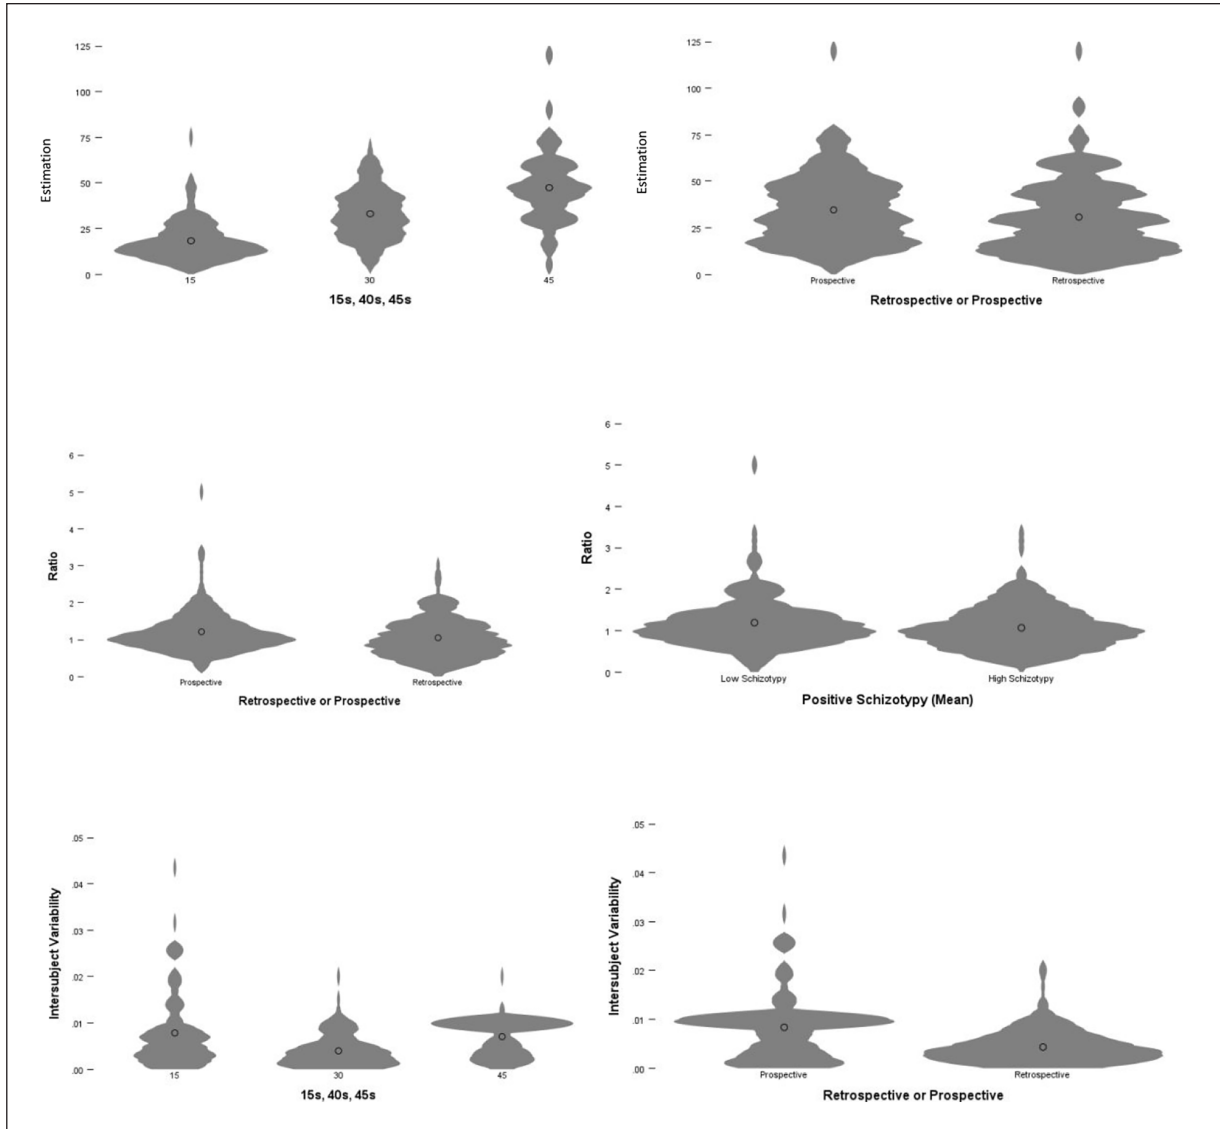 125
100
75
50
25
0
Estimation
15
30
45
15s, 40s, 45s
125
100
75
50
25
0
Estimation
Prospective
Retrospective
Retrospective or Prospective
6
5
4
3
2
1
0
Ratio
Prospective
Retrospective
Retrospective or Prospective
6
5
4
3
2
1
0
Ratio
Low Schizotypy
High Schizotypy
Positive Schizotypy (Mean)
.05
.04
.03
.02
.01
.00
Intersubject Variability
15
30
45
15s, 40s, 45s
.05
.04
.03
.02
.01
.00
Intersubject Variability
Prospective
Retrospective
Retrospective or Prospective